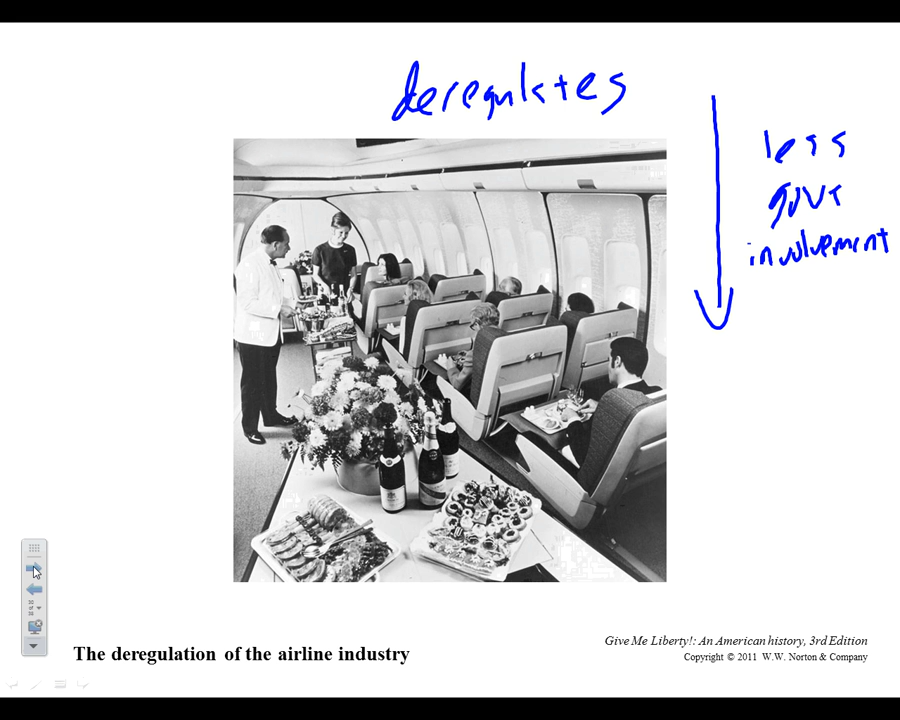 deregulates
less
govt
involvement
The deregulation of the airline industry
Give Me Liberty!: An American history, 3rd Edition
Copyright © 2011 W.W. Norton & Company